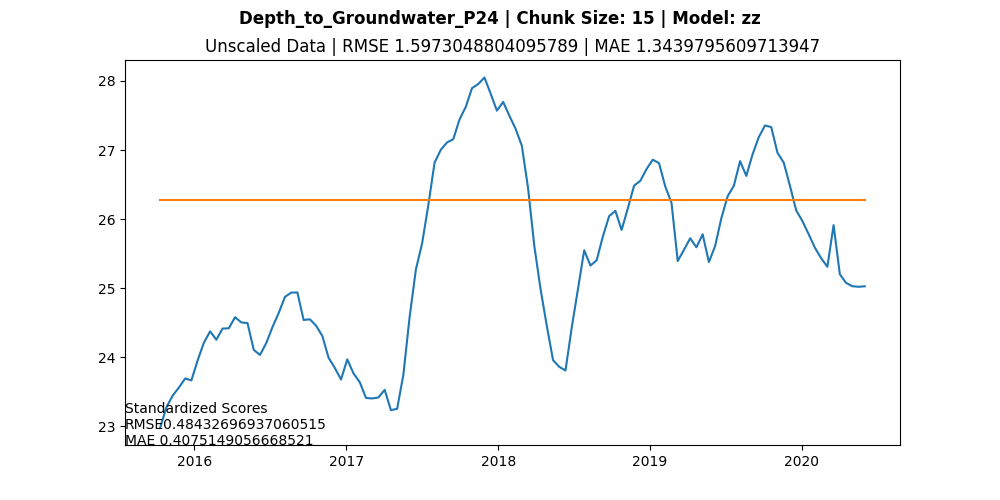 Depth_to_Groundwater_P24 | Chunk Size: 15 | Model: zz
Unscaled Data | RMSE 1.5973048804095789 | MAE 1.3439795609713947
28
27
26
25
24
23
Standardized Scores
RMSE0.48432696937060515
MAE 0.4075149056668521
2016 2017 2018 2019 2020